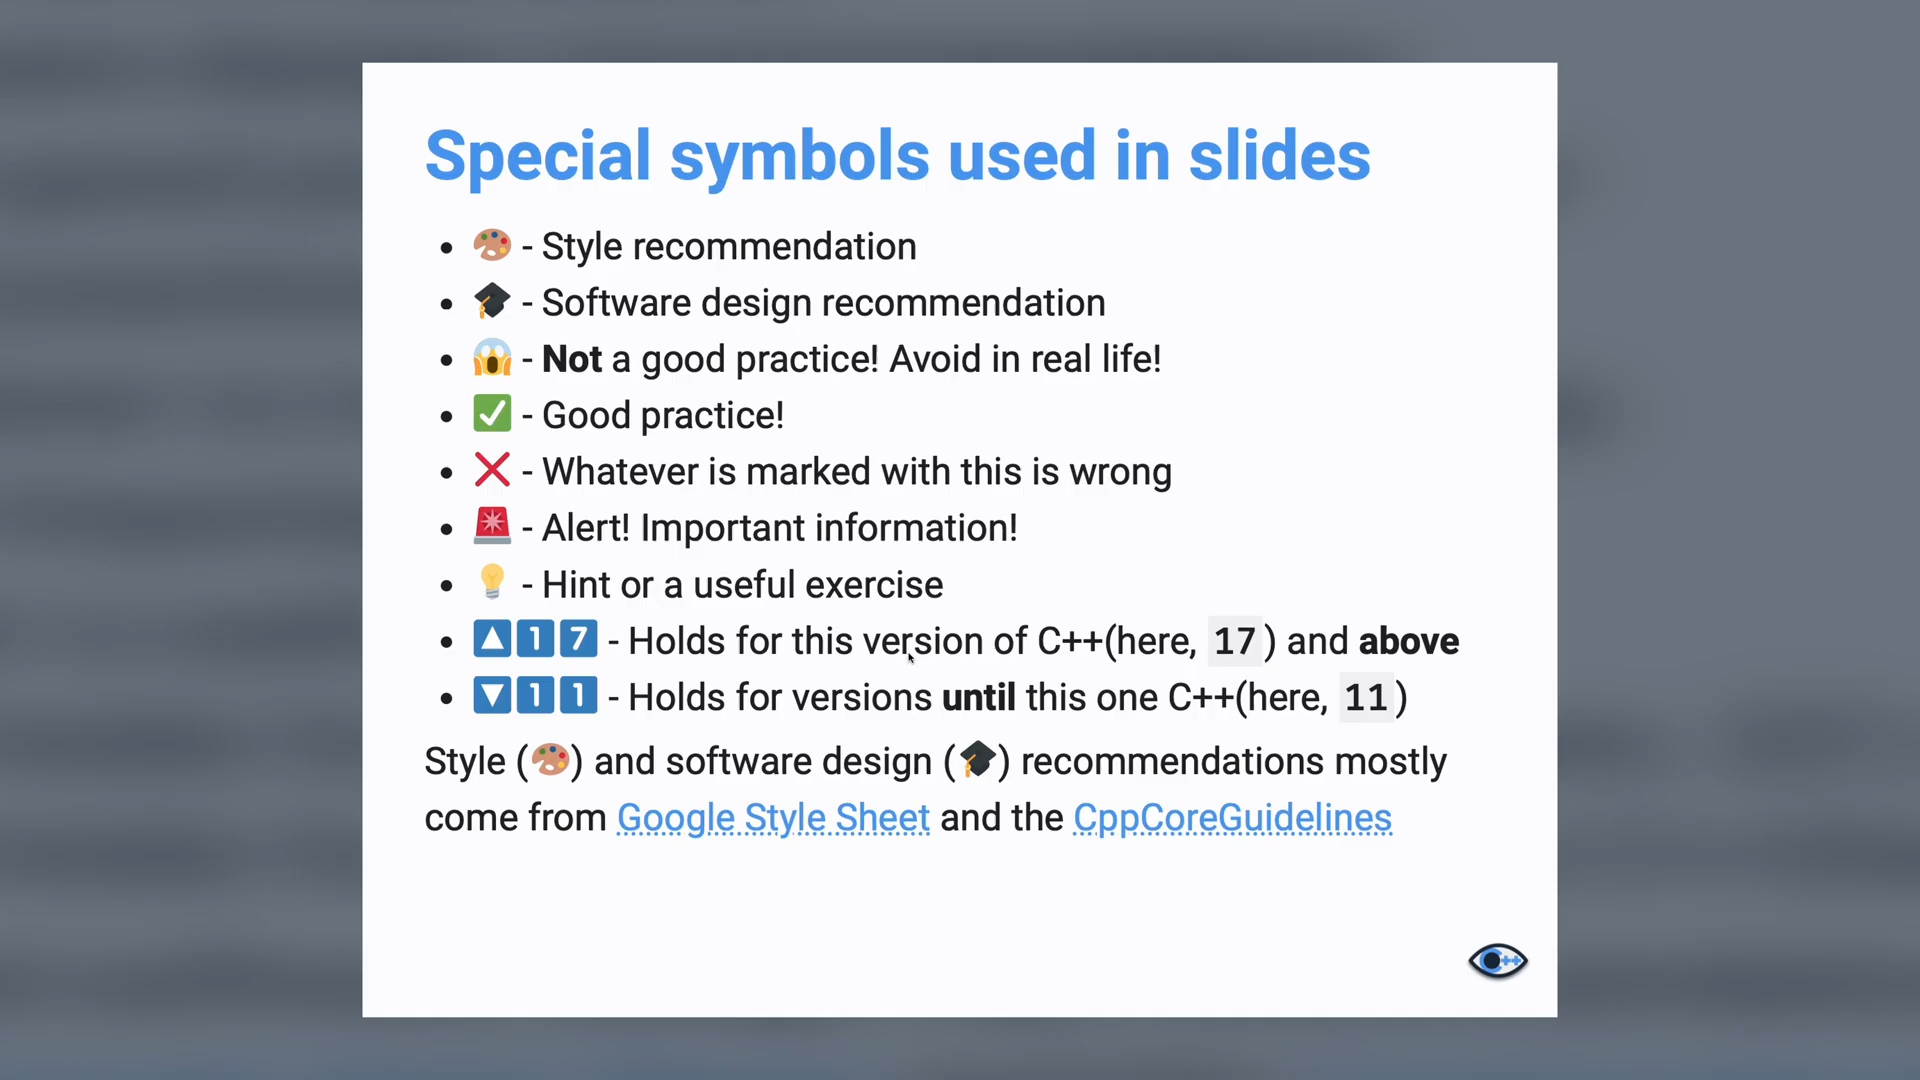 Special symbols used in slides
• 🎨 - Style recommendation
• 🎓 - Software design recommendation
• 😱 - Not a good practice! Avoid in real life!
• ✅ - Good practice!
• ❌ - Whatever is marked with this is wrong
• 🚨 - Alert! Important information!
• 💡 - Hint or a useful exercise
• 🔼1️⃣7️⃣ - Holds for this version of C++(here, 17) and above
• 🔽1️⃣1️⃣ - Holds for versions until this one C++(here, 11)
Style (🎨) and software design (🎓) recommendations mostly
come from Google Style Sheet and the CppCoreGuidelines
++